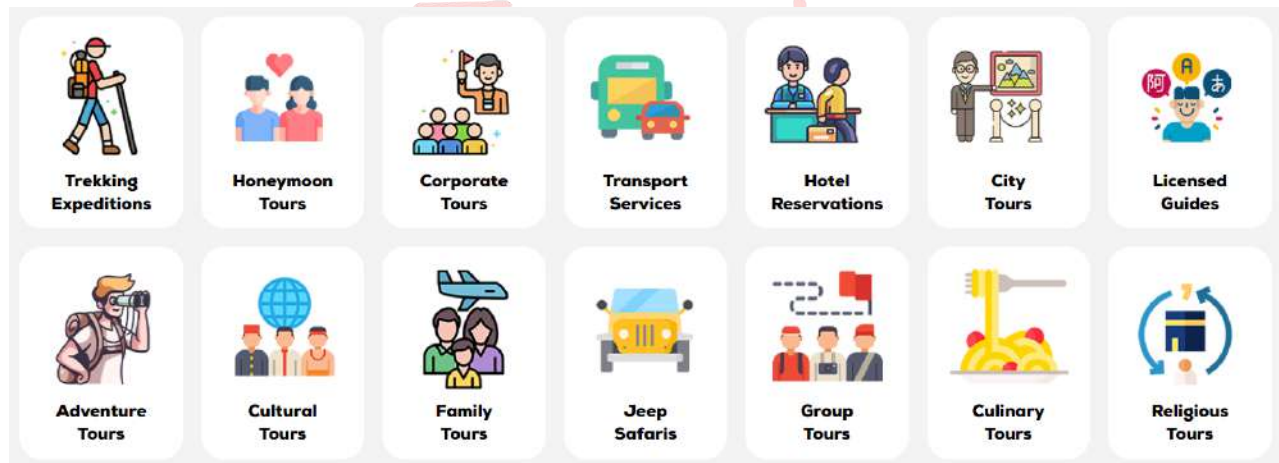 阿
A
あ
Trekking
Expeditions
Honeymoon
Tours
Corporate
Tours
Transport
Services
Hotel
Reservations
City
Tours
Licensed
Guides
Adventure
Tours
Cultural
Tours
Family
Tours
Jeep
Safaris
Group
Tours
Culinary
Tours
Religious
Tours